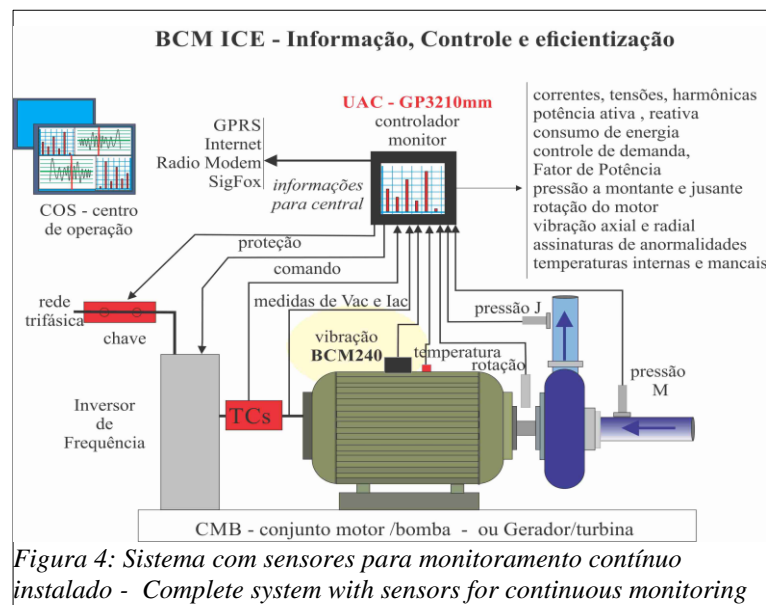 BCM ICE - Informação, Controle e eficientização
UAC - GP3210mm
controlador
monitor
GPRS
Internet
Radio Modem
SigFox
informações
para central
correntes, tensões, harmônicas
potência ativa , reativa
consumo de energia
controle de demanda,
Fator de Potência
pressão a montante e jusante
rotação do motor
vibração axial e radial
assinaturas de anormalidades
temperaturas internas e mancais
COS - centro
de operação
proteção
comando
rede
trifásica
chave
medidas de Vac e Iac
vibração
BCM240
temperatura
rotação
pressão J
pressão
M
Inversor
de
Frequência
TCs
CMB - conjunto motor /bomba - ou Gerador/turbina
Figura 4: Sistema com sensores para monitoramento contínuo
instalado - Complete system with sensors for continuous monitoring